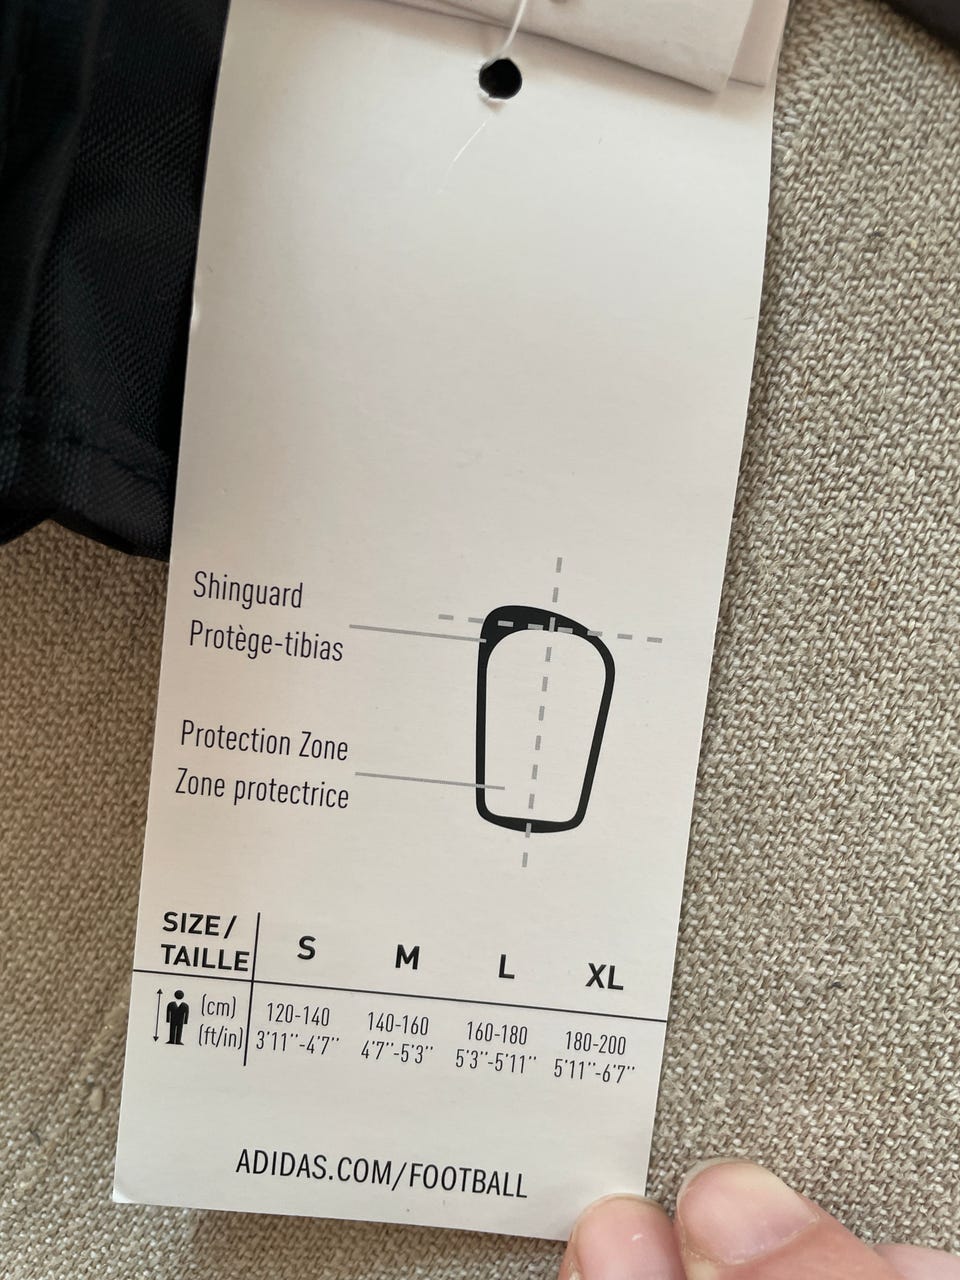 Shinguard
Protège-tibias
Protection Zone
Zone protectrice
SIZE/ S M L XL
TAILLE
(cm) 120-140 140-160 160-180 180-200
(ft/in) 3'11''-4'7'' 4'7''-5'3'' 5'3''-5'11'' 5'11''-6'7''
ADIDAS.COM/FOOTBALL